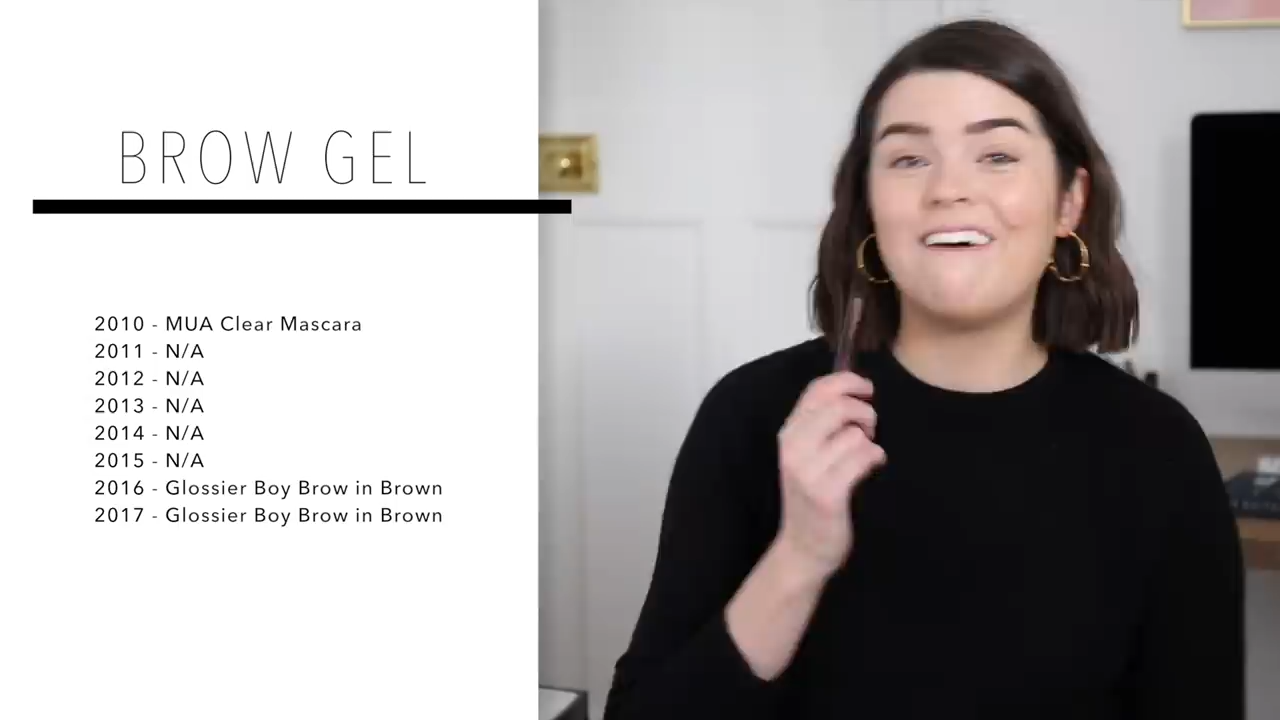 BROW GEL
2010 - MUA Clear Mascara
2011 - N/A
2012 - N/A
2013 - N/A
2014 - N/A
2015 - N/A
2016 - Glossier Boy Brow in Brown
2017 - Glossier Boy Brow in Brown